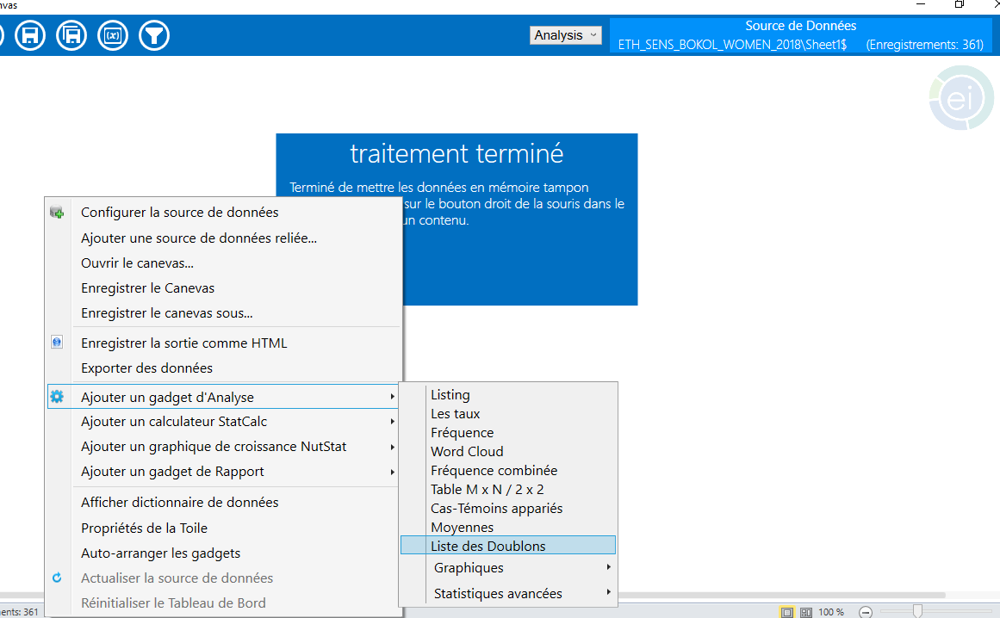 nvas
Analysis
Source de Données
ETH_SENS_BOKOL_WOMEN_2018\Sheet1$ (Enregistrements: 361)
ei
traitement terminé
Terminé de mettre les données en mémoire tampon
sur le bouton droit de la souris dans le
un contenu.
Configurer la source de données
Ajouter une source de données reliée...
Ouvrir le canevas...
Enregistrer le Canevas
Enregistrer le canevas sous...
Enregistrer la sortie comme HTML
Exporter des données
Ajouter un gadget d'Analyse
Ajouter un calculateur StatCalc
Ajouter un graphique de croissance NutStat
Ajouter un gadget de Rapport
Afficher dictionnaire de données
Propriétés de la Toile
Auto-arranger les gadgets
Actualiser la source de données
Réinitialiser le Tableau de Bord
Listing
Les taux
Fréquence
Word Cloud
Fréquence combinée
Table M x N / 2 x 2
Cas-Témoins appariés
Moyennes
Liste des Doublons
Graphiques
Statistiques avancées
ents: 361
100 %